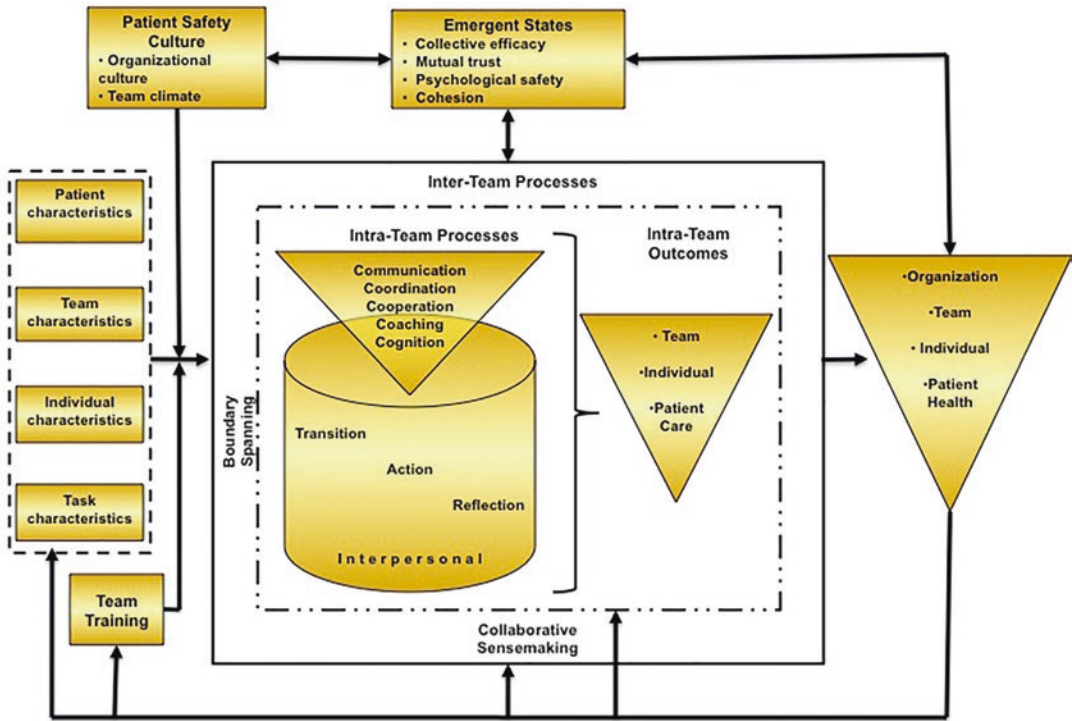 Patient Safety
Culture
• Organizational
culture
• Team climate
Emergent States
• Collective efficacy
• Mutual trust
• Psychological safety
• Cohesion
Patient
characteristics
Team
characteristics
Individual
characteristics
Task
characteristics
Team
Training
Inter-Team Processes
Boundary
Spanning
Intra-Team Processes
Communication
Coordination
Cooperation
Coaching
Cognition
Transition
Action
Reflection
Interpersonal
Intra-Team
Outcomes
• Team
•Individual
•Patient
Care
Collaborative
Sensemaking
•Organization
•Team
• Individual
•Patient
Health